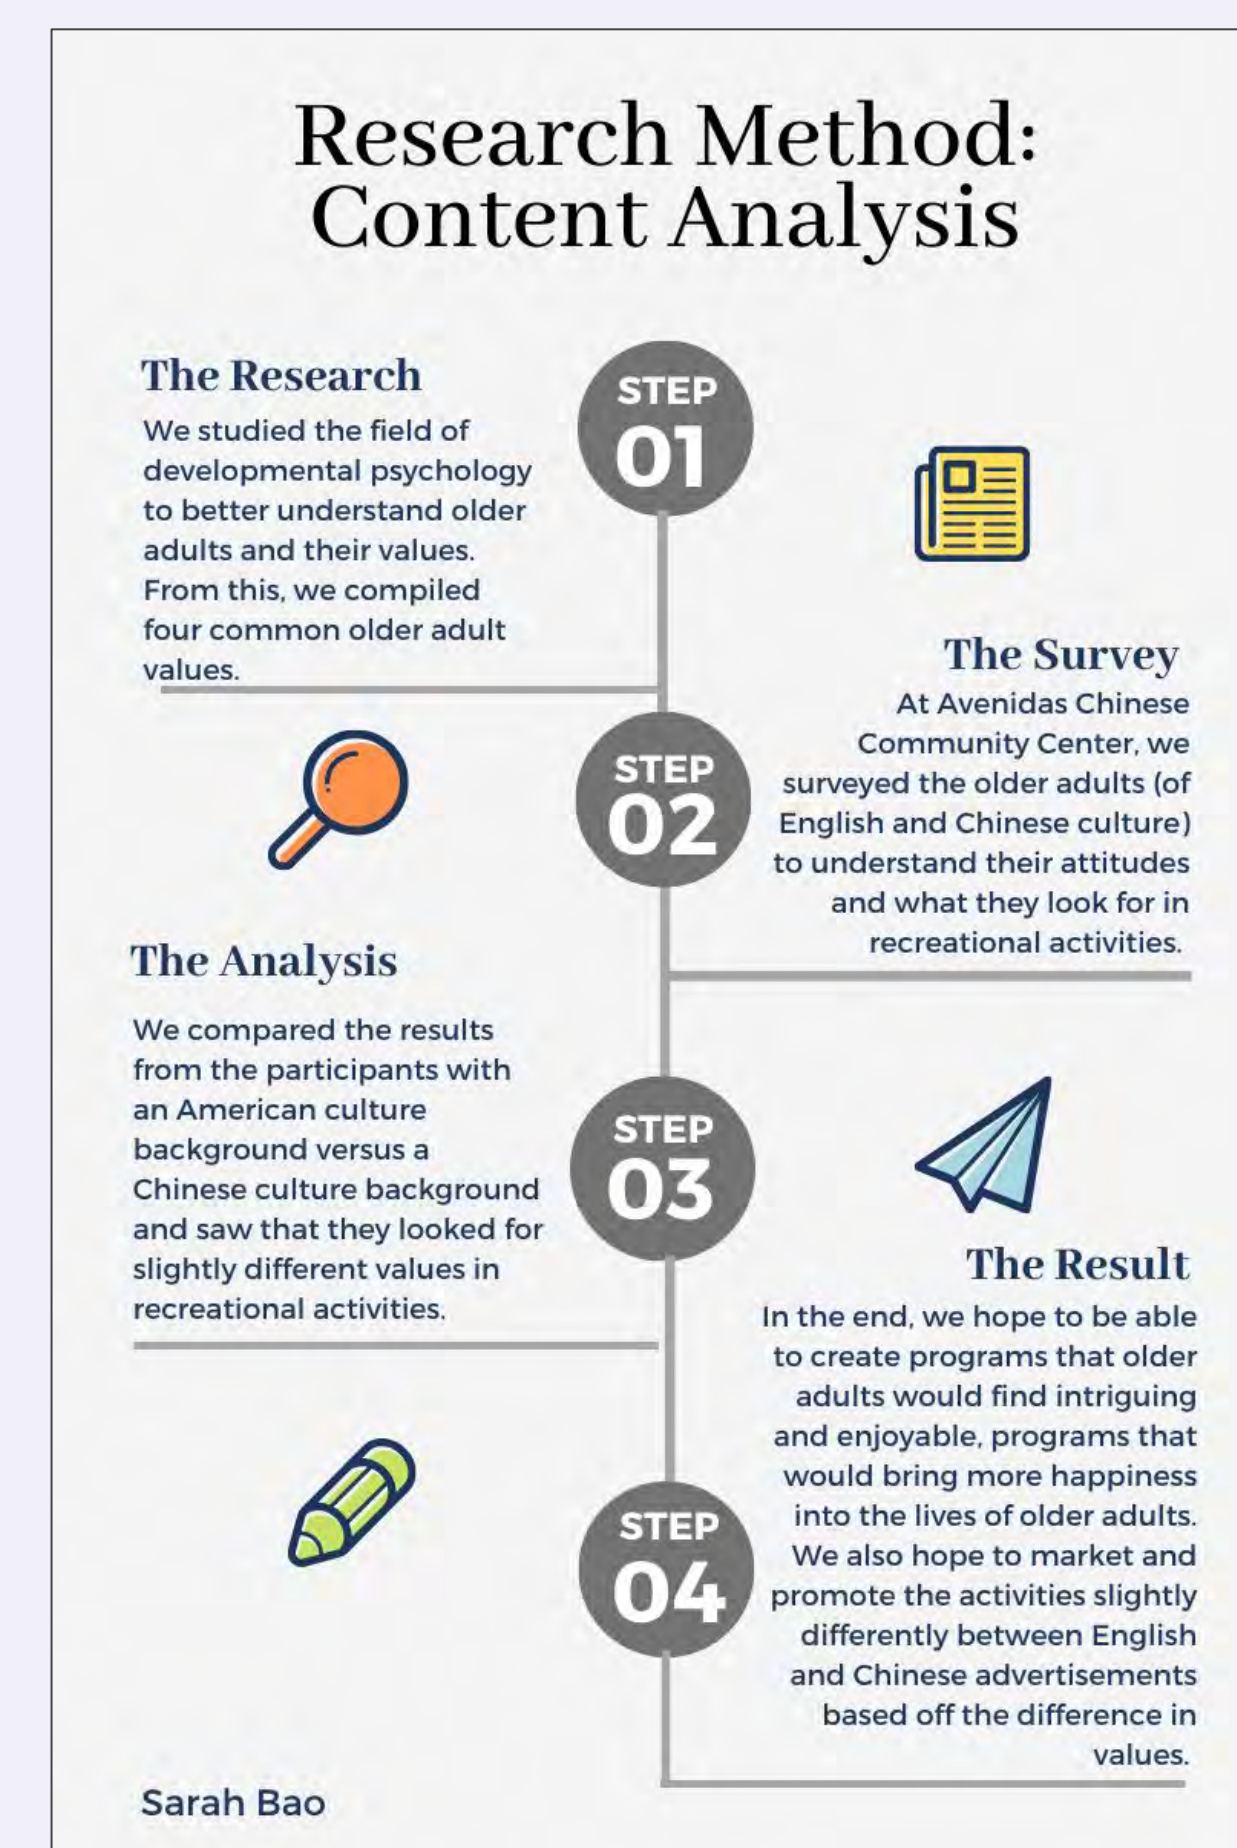 Research Method:
Content Analysis
The Research
We studied the field of
developmental psychology
to better understand older
adults and their values.
From this, we compiled
four common older adult
values.
STEP
01
The Survey
At Avenidas Chinese
Community Center, we
surveyed the older adults (of
English and Chinese culture)
to understand their attitudes
and what they look for in
recreational activities.
STEP
02
The Analysis
We compared the results
from the participants with
an American culture
background versus a
Chinese culture background
and saw that they looked for
slightly different values in
recreational activities.
STEP
03
The Result
In the end, we hope to be able
to create programs that older
adults would find intriguing
and enjoyable, programs that
would bring more happiness
into the lives of older adults.
We also hope to market and
promote the activities slightly
differently between English
and Chinese advertisements
based off the difference in
values.
STEP
04
Sarah Bao